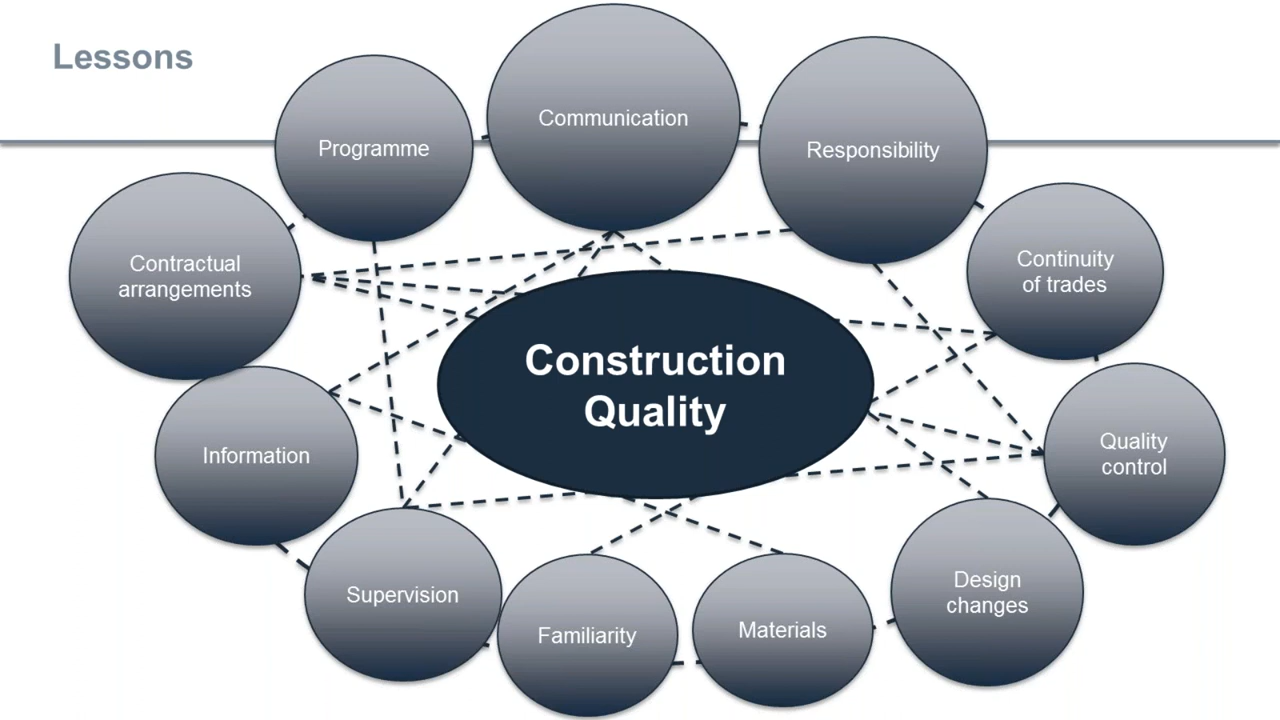 Lessons
Communication
Programme
Responsibility
Contractual
arrangements
Continuity
of trades
Construction
Quality
Information
Quality
control
Supervision
Familiarity
Materials
Design
changes